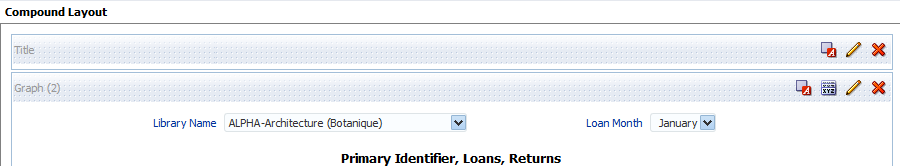 Compound Layout
Title
Graph (2)
Library Name ALPHA-Architecture (Botanique) Loan Month January
Primary Identifier, Loans, Returns